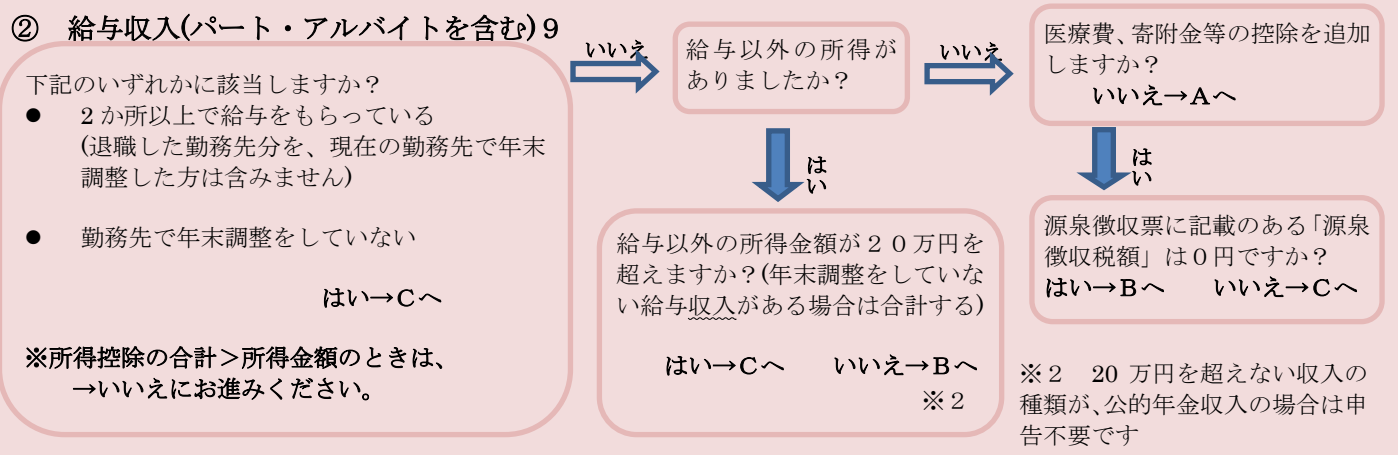 ② 給与収入(パート・アルバイトを含む)9
下記のいずれかに該当しますか？
● 2か所以上で給与をもらっている
(退職した勤務先分を、現在の勤務先で年末
調整した方は含みません)
● 勤務先で年末調整をしていない
はい→Cへ
※所得控除の合計＞所得金額のときは、
→いいえにお進みください。
いいえ
給与以外の所得が
ありましたか？
いいえ
医療費、寄附金等の控除を追加
しますか？
いいえ→Aへ
はい
給与以外の所得金額が２０万円を
超えますか？(年末調整をしていな
い給与収入がある場合は合計する)
はい→Cへ いいえ→Bへ
※２
はい
源泉徴収票に記載のある「源泉
徴収税額」は０円ですか？
はい→Bへ いいえ→Cへ
※２ 20 万円を超えない収入の
種類が、公的年金収入の場合は申
告不要です